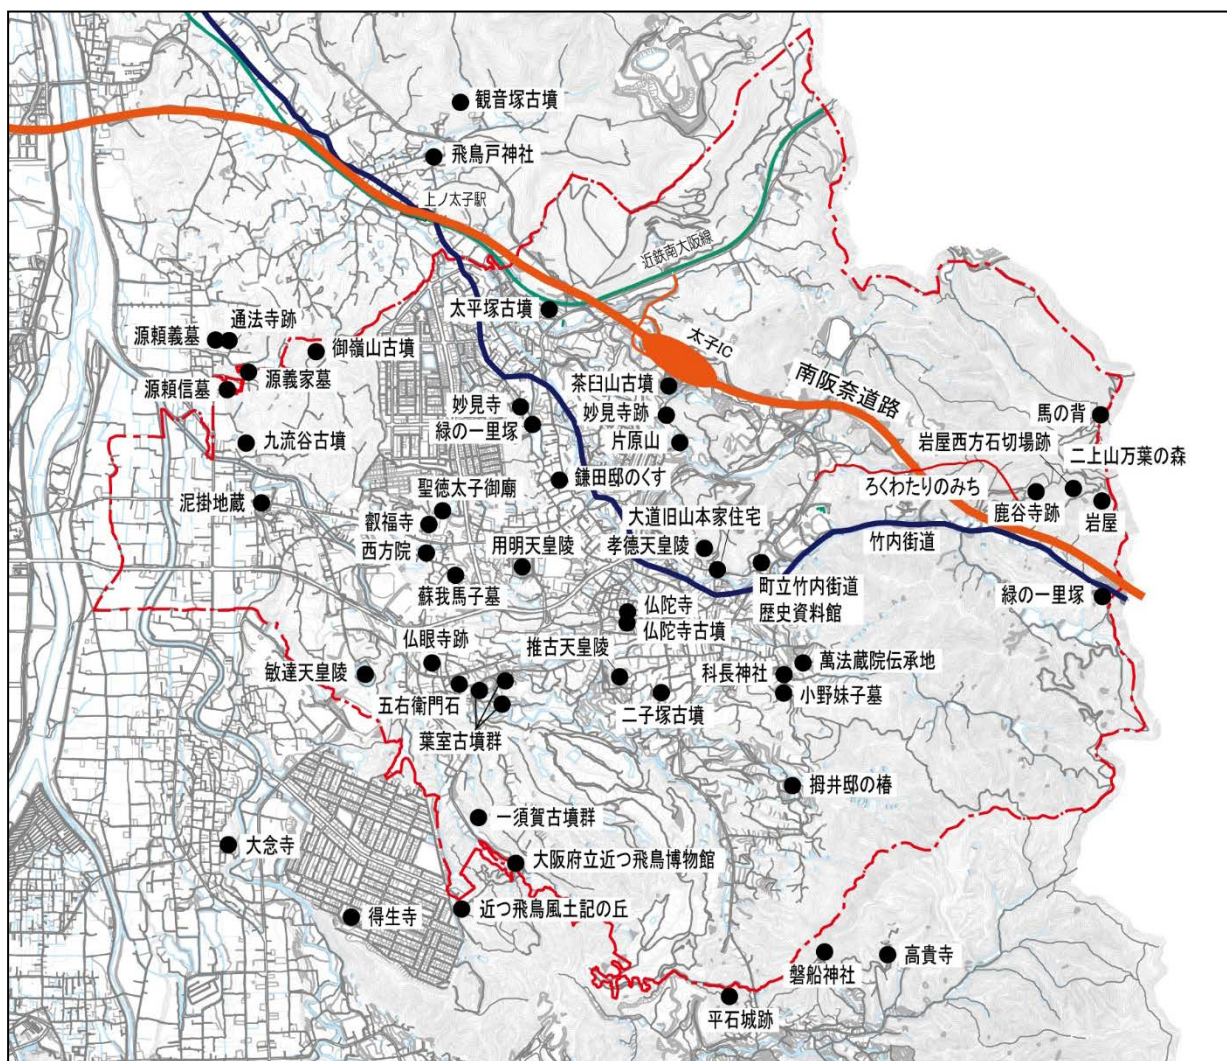 観音塚古墳
飛鳥戸神社
上ノ太子駅
近鉄南大阪線
太平塚古墳
通法寺跡
源頼義墓
御嶺山古墳
源義家墓
源頼信墓
太子IC
南阪奈道路
茶臼山古墳
妙見寺
妙見寺跡
緑の一里塚
片原山
馬の背
岩屋西方石切場跡
二上山万葉の森
九流谷古墳
鎌田邸のくす
ろくわたりのみち
鹿谷寺跡
岩屋
泥掛地蔵
聖徳太子御廟
叡福寺
大道旧山本家住宅
西方院
用明天皇陵
孝徳天皇陵
竹内街道
蘇我馬子墓
町立竹内街道
歴史資料館
緑の一里塚
仏陀寺
仏陀寺古墳
仏眼寺跡
推古天皇陵
敏達天皇陵
科長神社
萬法蔵院伝承地
五右衛門石
小野妹子墓
二子塚古墳
葉室古墳群
拇井邸の椿
一須賀古墳群
大念寺
大阪府立近つ飛鳥博物館
得生寺
近つ飛鳥風土記の丘
磐船神社
高貴寺
平石城跡